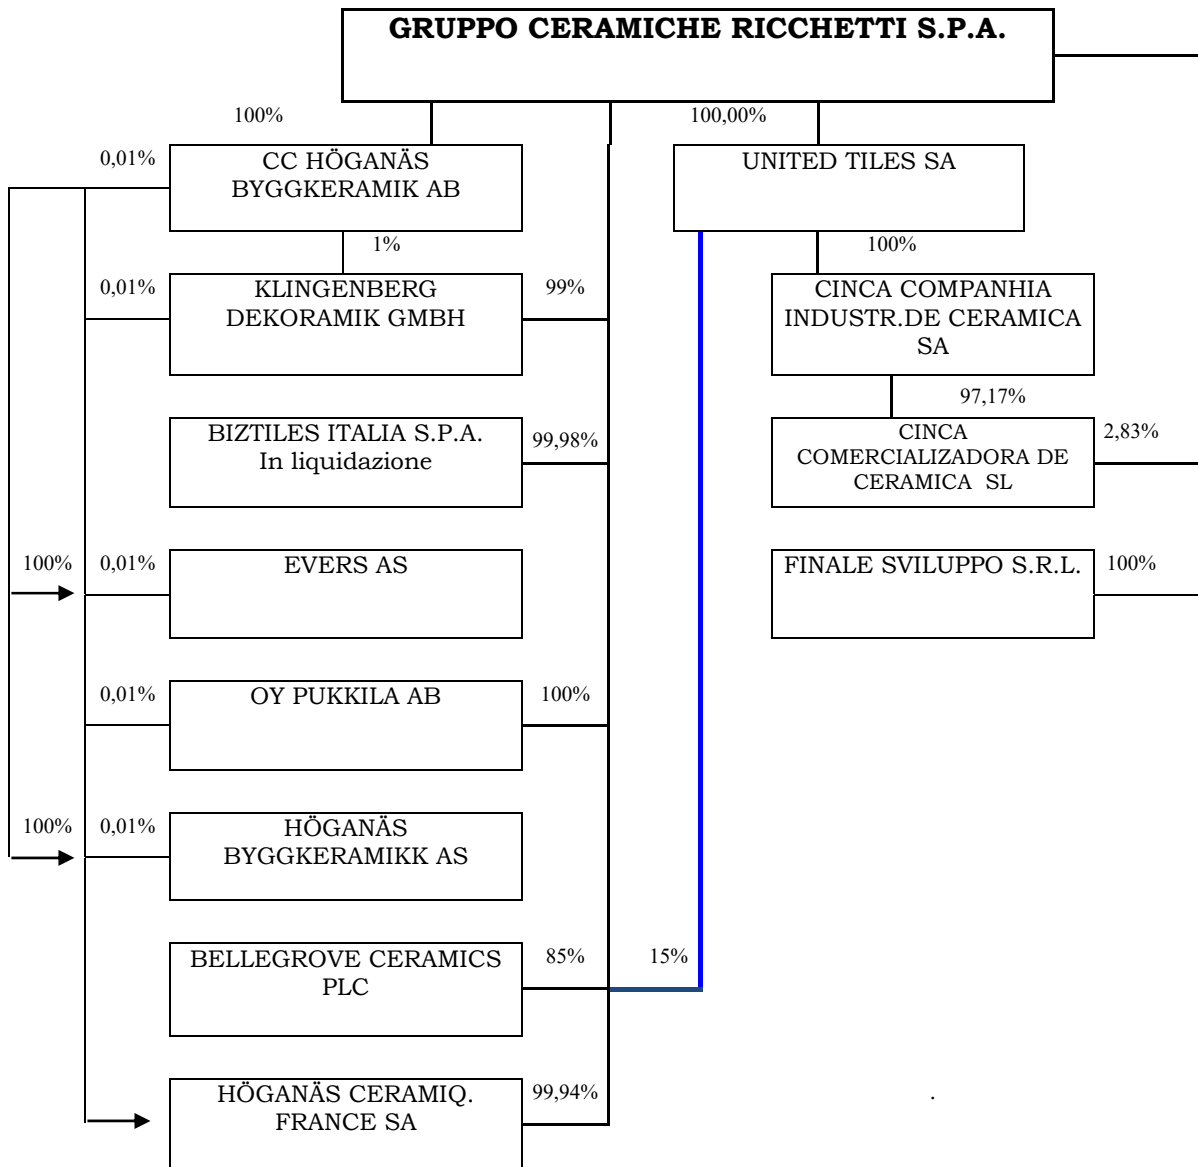 GRUPPO CERAMICHE RICCHETTI S.P.A.
100%
100,00%
0,01%
CC HÖGANÄS
BYGGKERAMIK AB
UNITED TILES SA
1%
100%
0,01%
KLINGENBERG
DEKORAMIK GMBH
99%
CINCA COMPANHIA
INDUSTR.DE CERAMICA
SA
97,17%
BIZTILES ITALIA S.P.A.
In liquidazione
99,98%
CINCA
COMERCIALIZADORA DE
CERAMICA SL
2,83%
100%
0,01%
EVERS AS
FINALE SVILUPPO S.R.L.
100%
0,01%
OY PUKKILA AB
100%
100%
0,01%
HÖGANÄS
BYGGKERAMIKK AS
BELLEGROVE CERAMICS
PLC
85%
15%
HÖGANÄS CERAMIQ.
FRANCE SA
99,94%
.